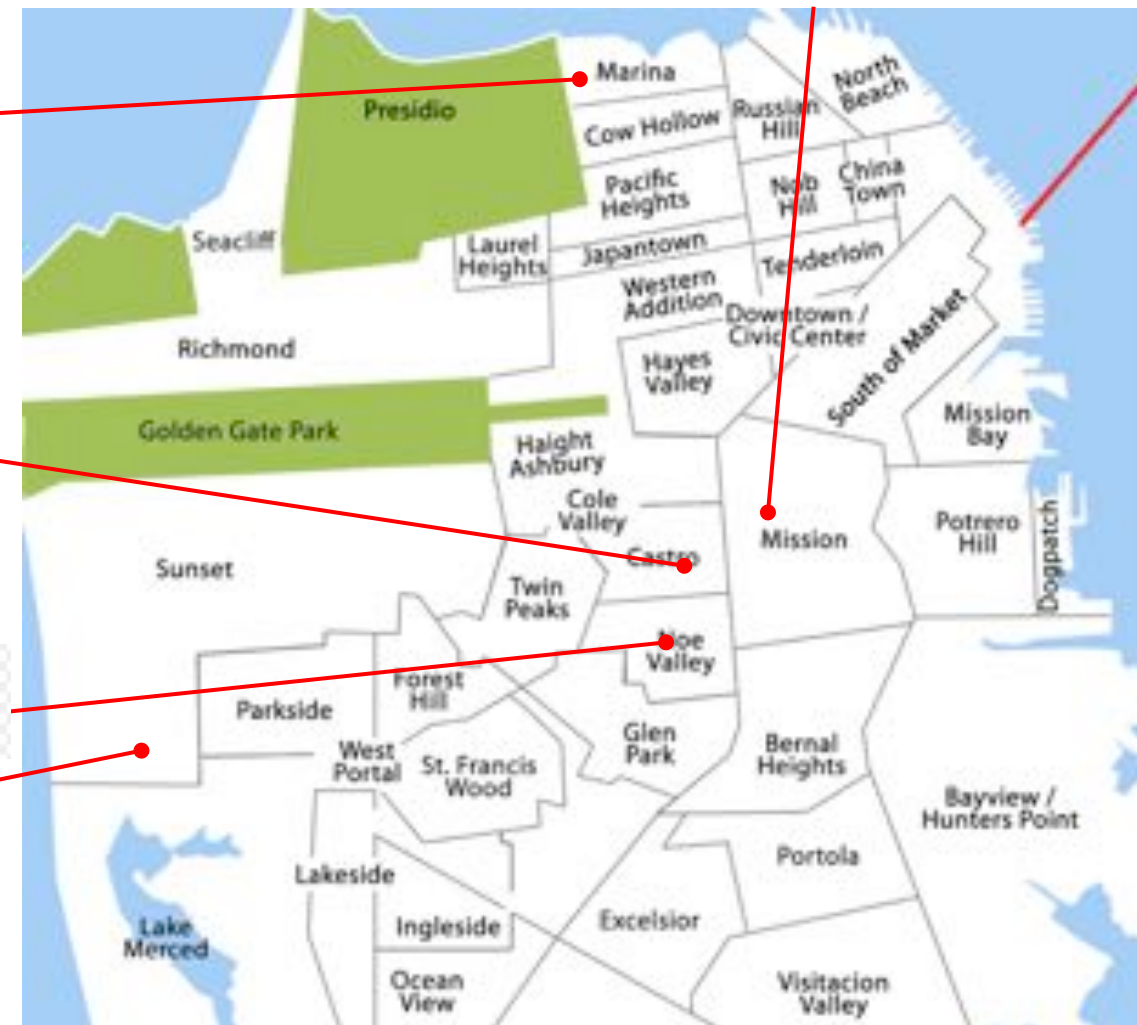 Marina
North
Beach
Presidio
Russian
Hill
Cow Hollow
Pacific
Heights
Nob
Hill
China
Town
Seacliff
Laurel
Heights
Japantown
Tenderloin
Western
Addition
Downtown /
Civic Center
Richmond
Hayes
Valley
South of Market
Mission
Bay
Golden Gate Park
Haight
Ashbury
Cole
Valley
Potrero
Hill
Dogpatch
Mission
Castro
Sunset
Twin
Peaks
Noe
Valley
Forest
Hill
Parkside
Glen
Park
Bernal
Heights
West
Portal
St. Francis
Wood
Bayview /
Hunters Point
Portola
Lakeside
Lake
Merced
Ingleside
Excelsior
Ocean
View
Visitacion
Valley